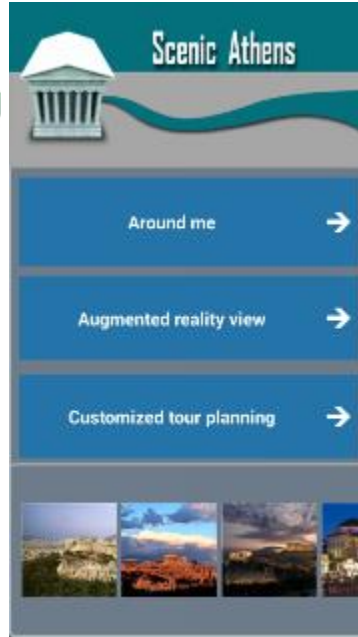 Scenic Athens
Around me
Augmented reality view
Customized tour planning